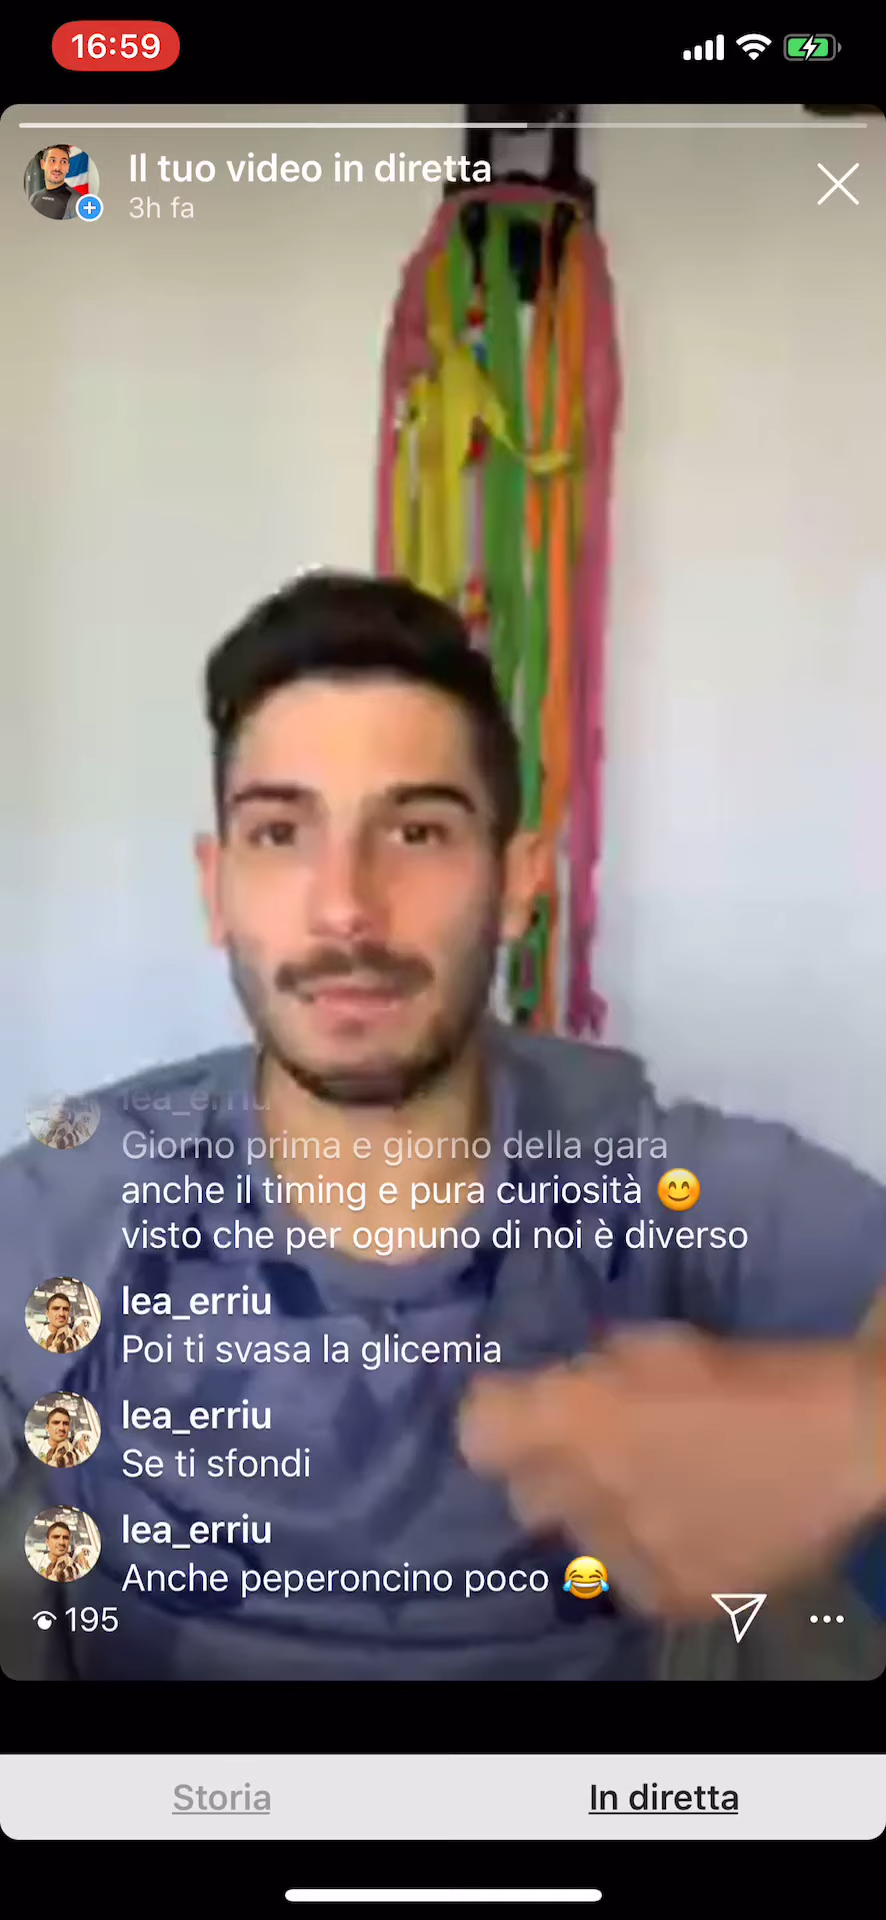 16:59
Il tuo video in diretta
3h fa
lea_erriu
Giorno prima e giorno della gara
anche il timing e pura curiosità 😊
visto che per ognuno di noi è diverso
lea_erriu
Poi ti svasa la glicemia
lea_erriu
Se ti sfondi
lea_erriu
Anche peperoncino poco 😂
195
Storia
In diretta